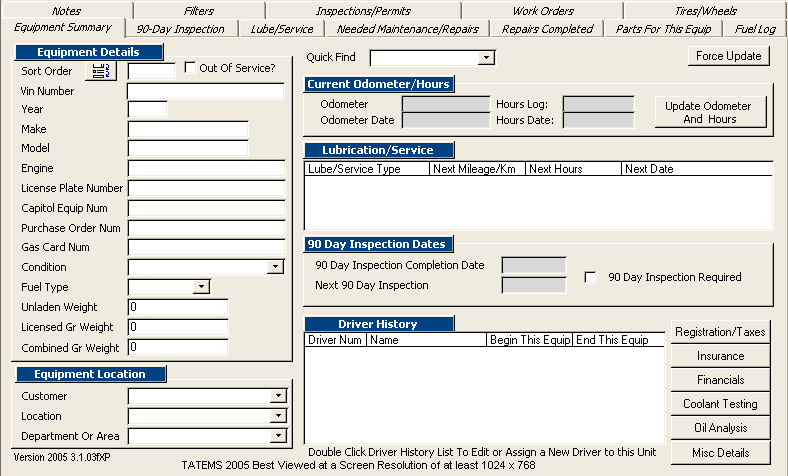 Notes Filters Inspections/Permits Work Orders Tires/Wheels
Equipment Summary 90-Day Inspection Lube/Service Needed Maintenance/Repairs Repairs Completed Parts For This Equip Fuel Log
Equipment Details
Sort Order Out Of Service?
Vin Number
Year
Make
Model
Engine
License Plate Number
Capitol Equip Num
Purchase Order Num
Gas Card Num
Condition
Fuel Type
Unladen Weight 0
Licensed Gr Weight 0
Combined Gr Weight 0
Equipment Location
Customer
Location
Department Or Area
Version 2005 3.1.03fXP
Quick Find
Force Update
Current Odometer/Hours
Odometer Hours Log:
Odometer Date Hours Date:
Update Odometer
And Hours
Lubrication/Service
Lube/Service Type Next Mileage/Km Next Hours Next Date
90 Day Inspection Dates
90 Day Inspection Completion Date
Next 90 Day Inspection
90 Day Inspection Required
Driver History
Driver Num Name Begin This Equip End This Equip
Registration/Taxes
Insurance
Financials
Coolant Testing
Oil Analysis
Misc Details
Double Click Driver History List To Edit or Assign a New Driver to this Unit
TATEMS 2005 Best Viewed at a Screen Resolution of at least 1024 x 768